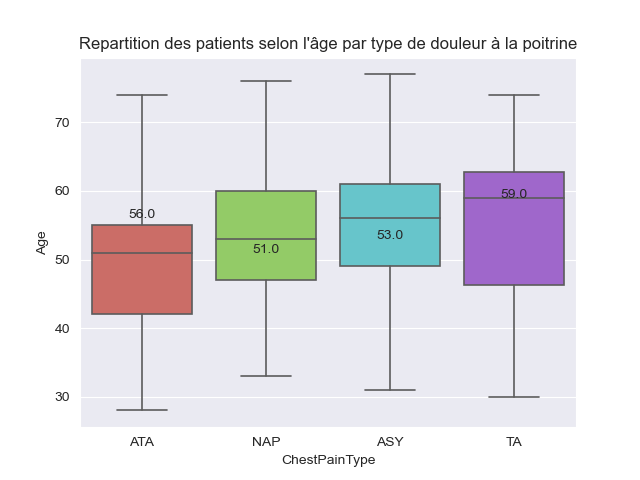 Repartition des patients selon l'âge par type de douleur à la poitrine
70
60
50
40
30
Age
56.0
51.0
53.0
59.0
ATA NAP ASY TA
ChestPainType